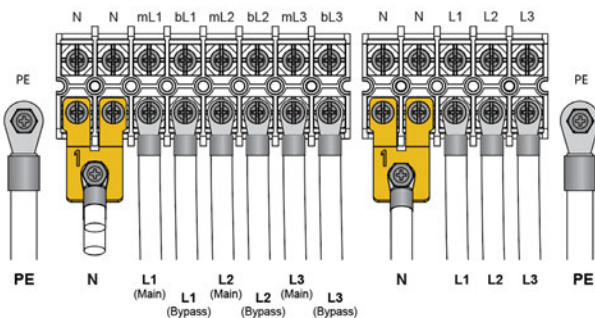 N N mL1 bL1 mL2 bL2 mL3 bL3 N N L1 L2 L3
PE PE
1 1
PE N L1 L2 L3 N L1 L2 L3 PE
(Main) (Main) (Main)
L1 L2 L3
(Bypass) (Bypass) (Bypass)